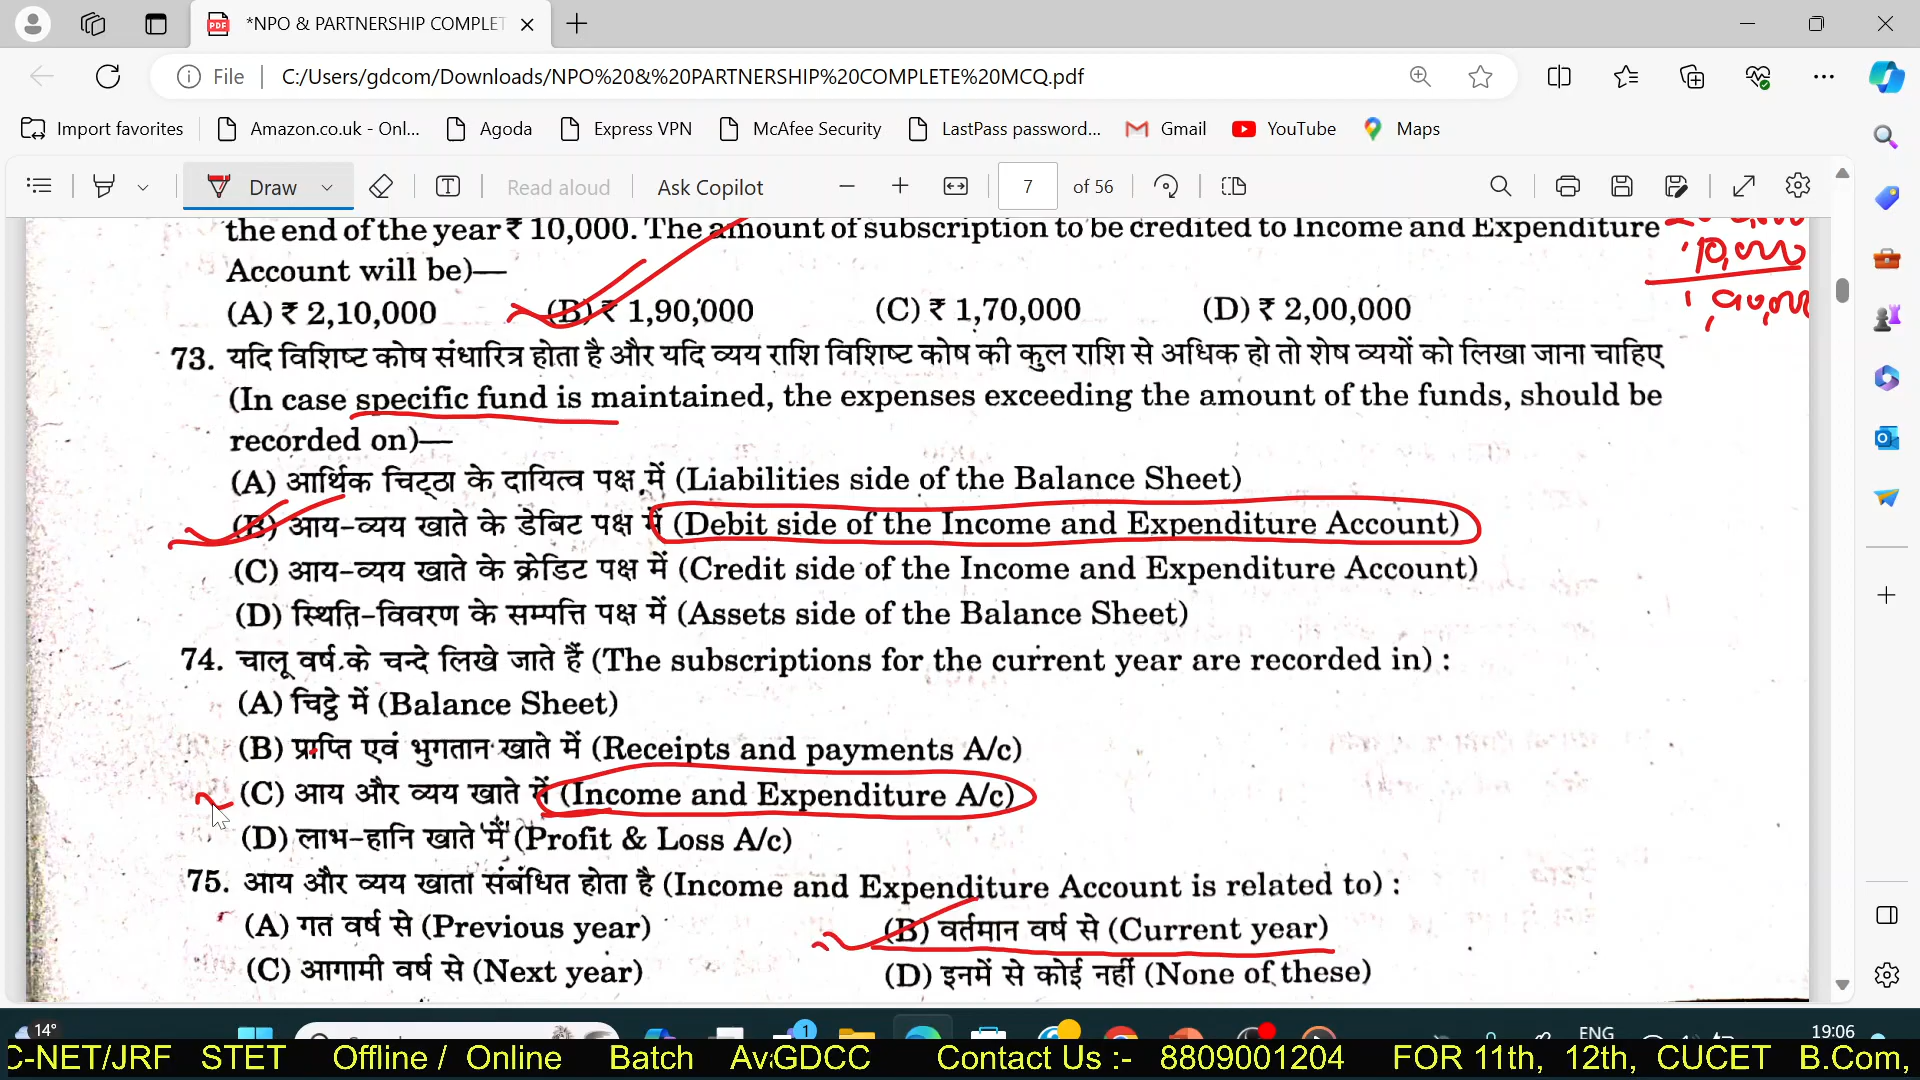 *NPO & PARTNERSHIP COMPLET
File C:/Users/gdcom/Downloads/NPO%20&%20PARTNERSHIP%20COMPLETE%20MCQ.pdf
Import favorites Amazon.co.uk - Onl... Agoda Express VPN McAfee Security LastPass password... Gmail YouTube Maps
Draw Read aloud Ask Copilot 7 of 56
the end of the year ₹ 10,000. The amount of subscription to be credited to Income and Expenditure
10,000
Account will be)—
(A) ₹ 2,10,000 (B) ₹ 1,90,000 (C) ₹ 1,70,000 (D) ₹ 2,00,000
1,90,000
73. यदि विशिष्ट कोष संधारित्र होता है और यदि व्यय राशि विशिष्ट कोष की कुल राशि से अधिक हो तो शेष व्ययों को लिखा जाना चाहिए
(In case specific fund is maintained, the expenses exceeding the amount of the funds, should be
recorded on)—
(A) आर्थिक चिट्ठा के दायित्व पक्ष में (Liabilities side of the Balance Sheet)
(B) आय-व्यय खाते के डेबिट पक्ष में (Debit side of the Income and Expenditure Account)
(C) आय-व्यय खाते के क्रेडिट पक्ष में (Credit side of the Income and Expenditure Account)
(D) स्थिति-विवरण के सम्पत्ति पक्ष में (Assets side of the Balance Sheet)
74. चालू वर्ष के चन्दे लिखे जाते हैं (The subscriptions for the current year are recorded in) :
(A) चिट्ठे में (Balance Sheet)
(B) प्राप्ति एवं भुगतान खाते में (Receipts and payments A/c)
(C) आय और व्यय खाते में (Income and Expenditure A/c)
(D) लाभ-हानि खाते में (Profit & Loss A/c)
75. आय और व्यय खाता संबंधित होता है (Income and Expenditure Account is related to) :
(A) गत वर्ष से (Previous year) (B) वर्तमान वर्ष से (Current year)
(C) आगामी वर्ष से (Next year) (D) इनमें से कोई नहीं (None of these)
14° 1 ENG 19:06
C-NET/JRF STET Offline / Online Batch Av GDCC Contact Us :- 8809001204 FOR 11th, 12th, CUCET B.Com,